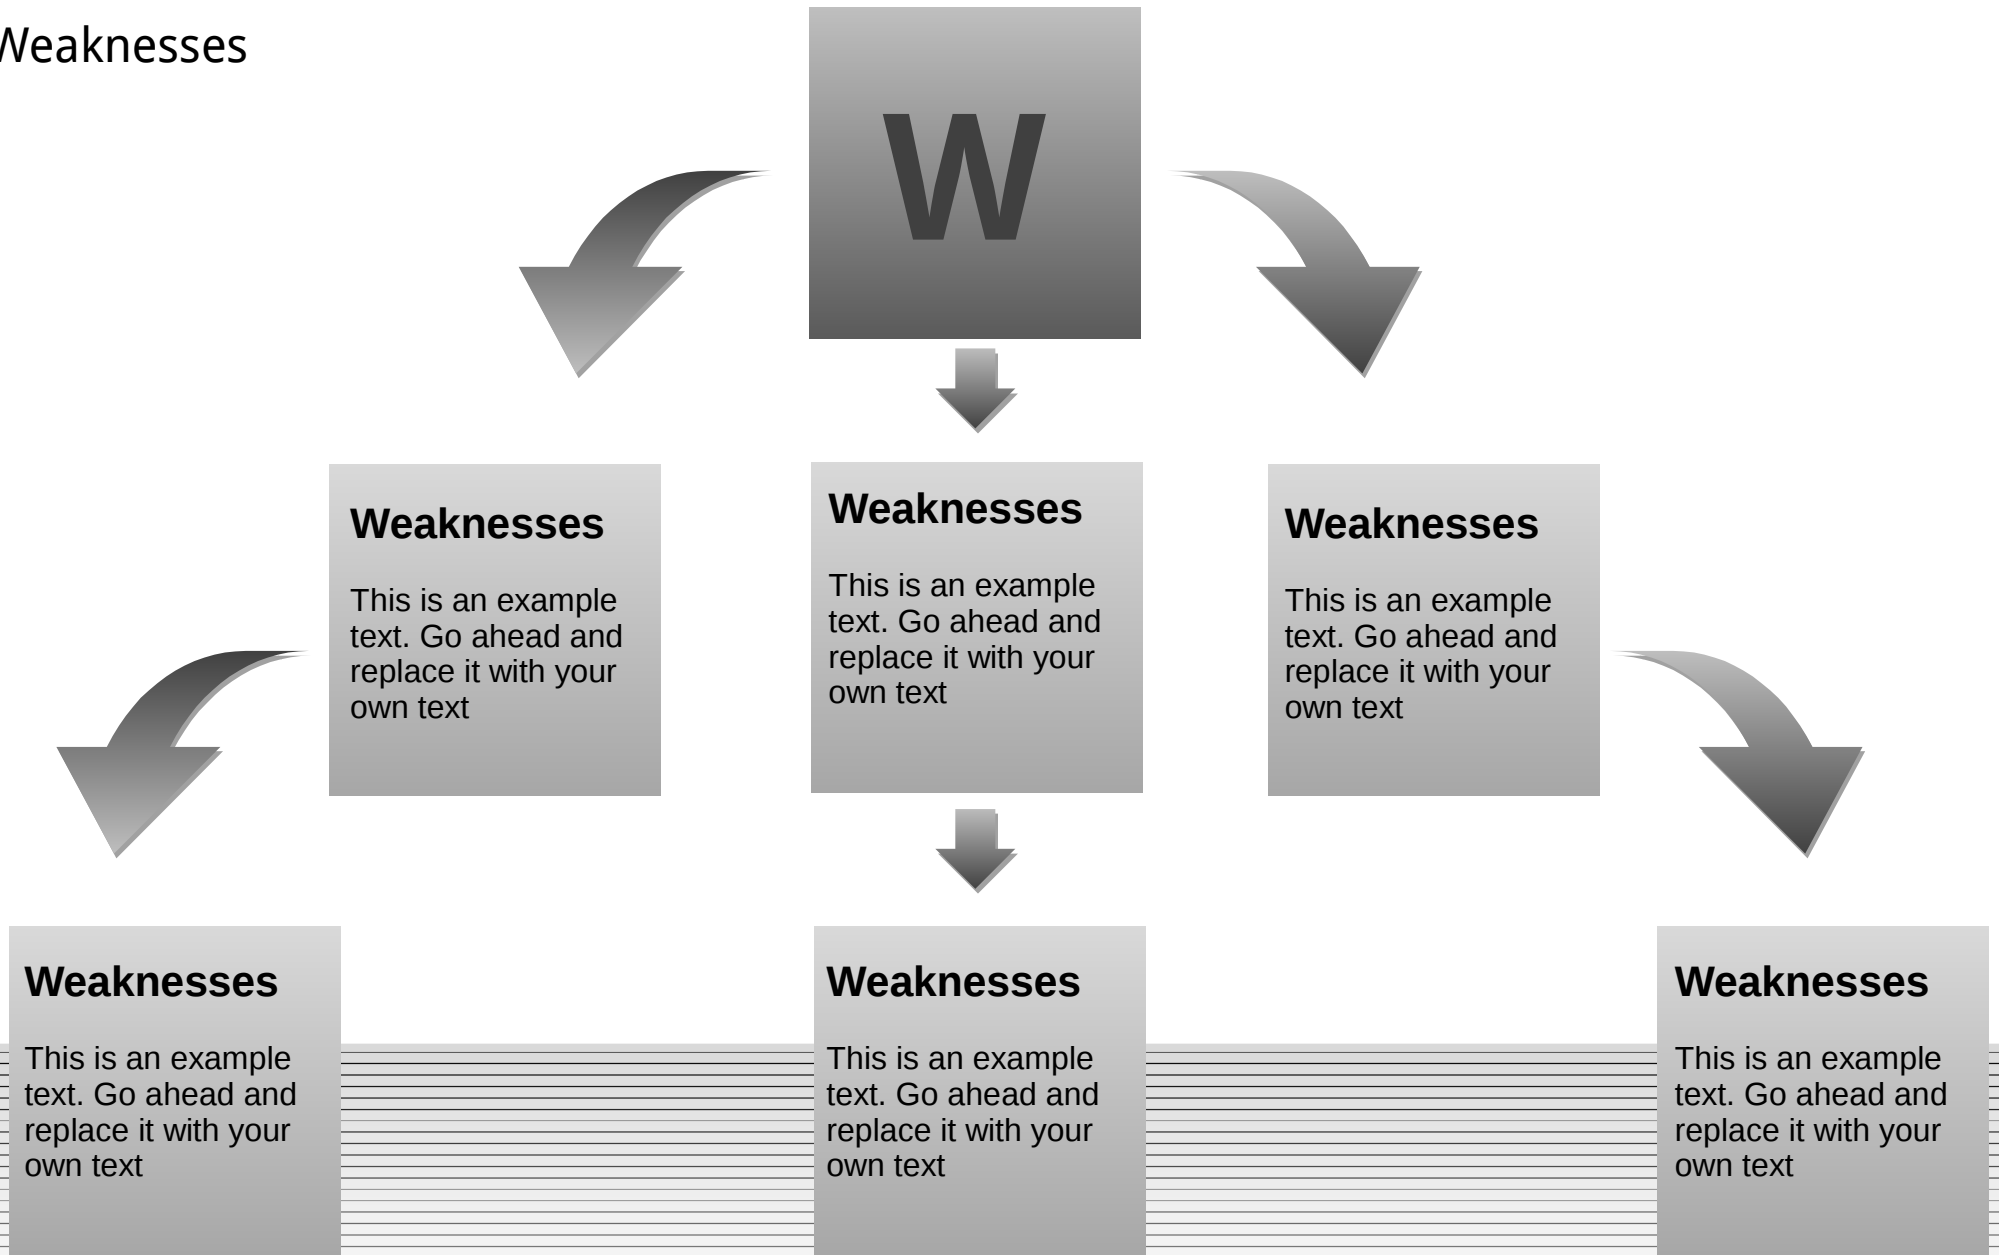 Weaknesses
W
Weaknesses
This is an example
text. Go ahead and
replace it with your
own text
Weaknesses
This is an example
text. Go ahead and
replace it with your
own text
Weaknesses
This is an example
text. Go ahead and
replace it with your
own text
Weaknesses
This is an example
text. Go ahead and
replace it with your
own text
Weaknesses
This is an example
text. Go ahead and
replace it with your
own text
Weaknesses
This is an example
text. Go ahead and
replace it with your
own text